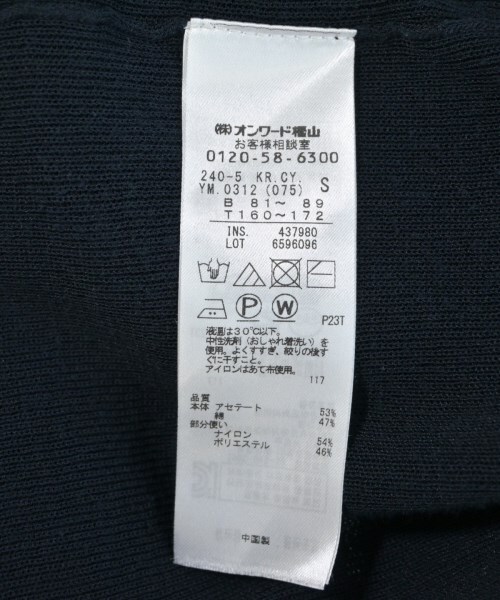 ㈱オンワード樫山
お客様相談室
0120-58-6300
240-5 KR.CY.
YM.0312 (075) S
B 81～ 89
T 160～172
INS. 437980
LOT 6596096
P W
P23T
液温は30℃以下。
中性洗剤（おしゃれ着洗い）を
使用。よくすすぎ、絞りの後す
ぐに干すこと。
アイロンはあて布使用。
117
品質
本体 アセテート 53%
綿 47%
部分使い
ナイロン 54%
ポリエステル 46%
中国製